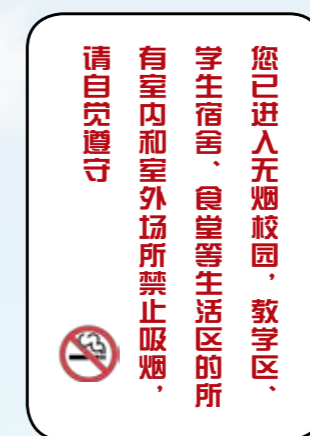 您已进入无烟校园，教学区、
学生宿舍、食堂等生活区的所
有室内和室外场所禁止吸烟，
请自觉遵守